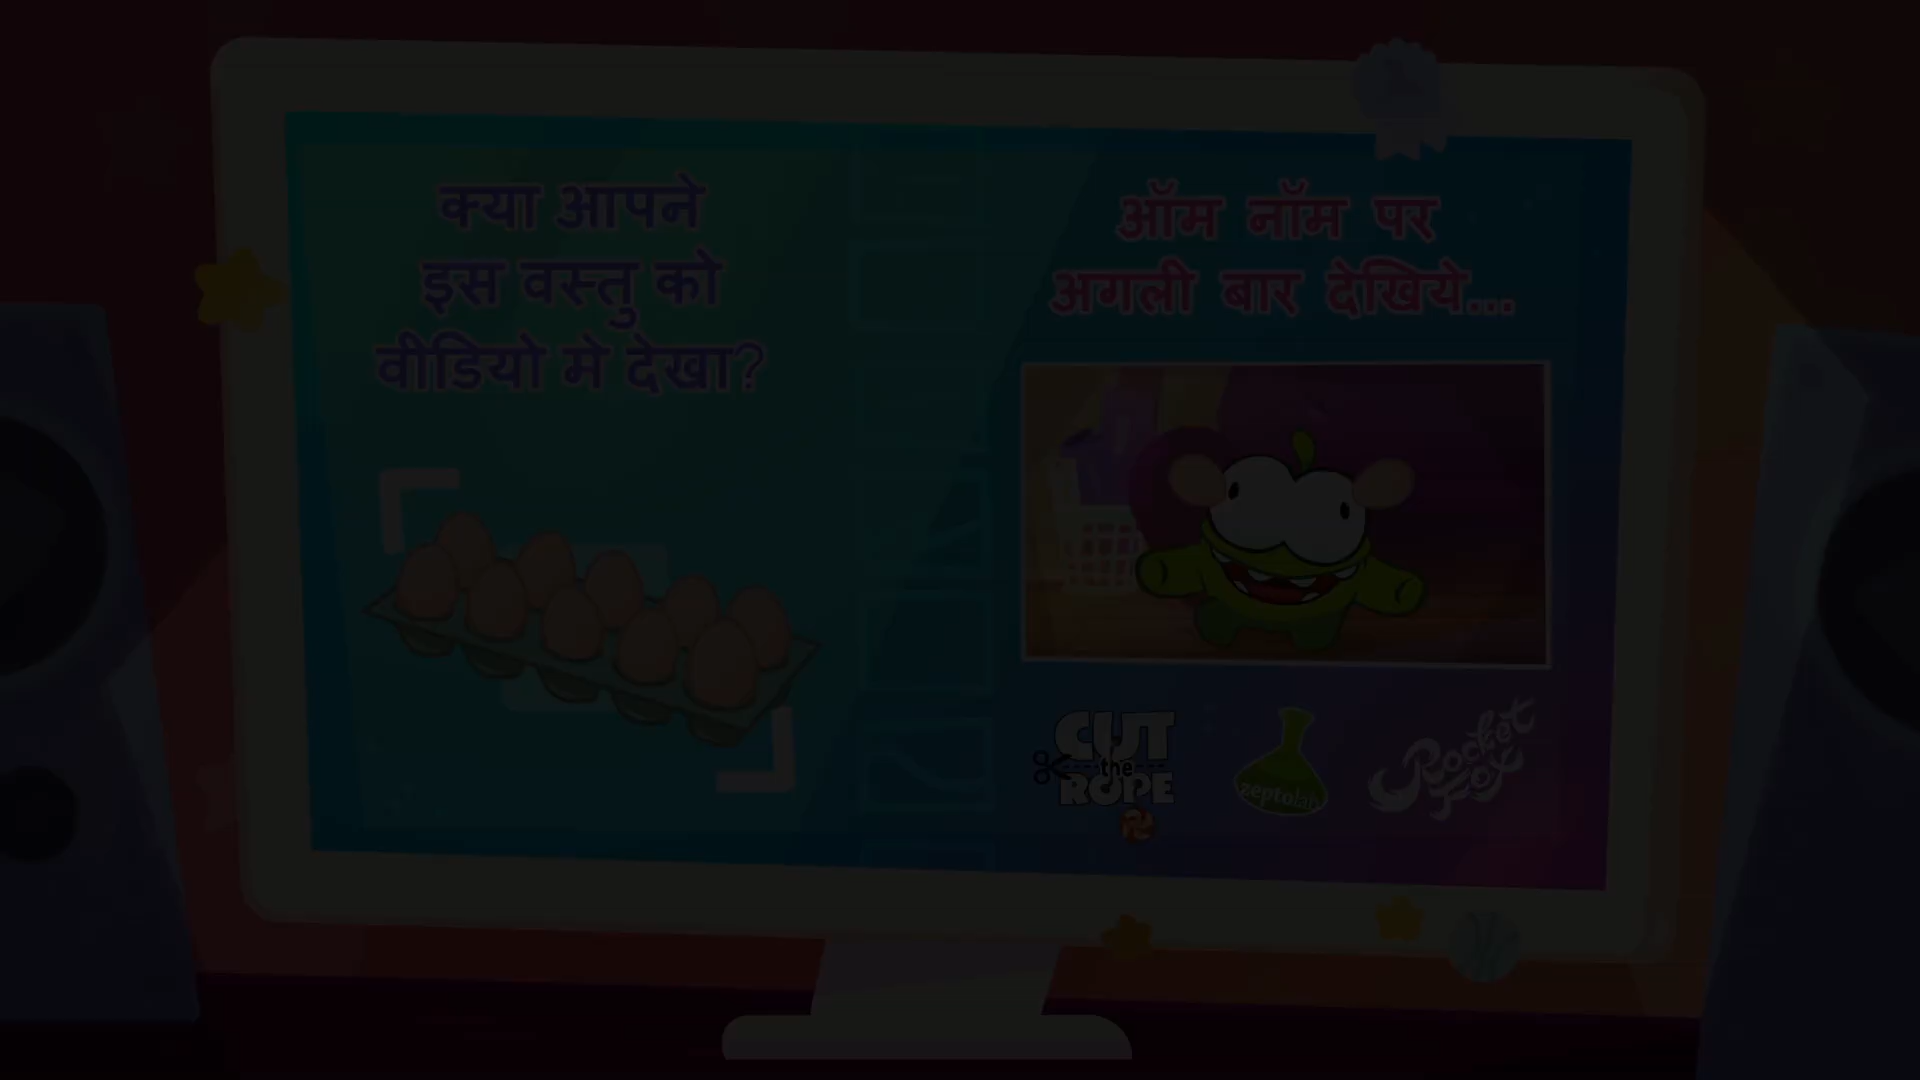 क्या आपने
इस वस्तु को
वीडियो मे देखा?
ऑम नॉम पर
अगली बार देखिये...
CUT
the
ROPE
zeptolab
Rocket
Fox